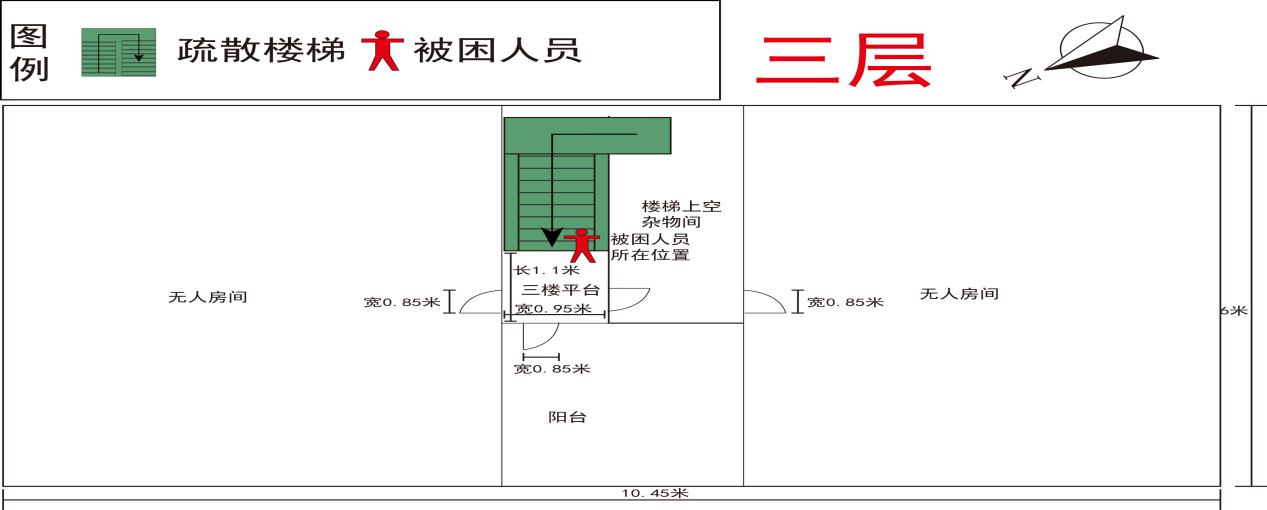 图例
疏散楼梯
被困人员
三层
N
楼梯上空
杂物间
被困人员
所在位置
长1.1米
三楼平台
宽0.95米
无人房间
宽0.85米
宽0.85米
无人房间
6米
宽0.85米
阳台
10.45米